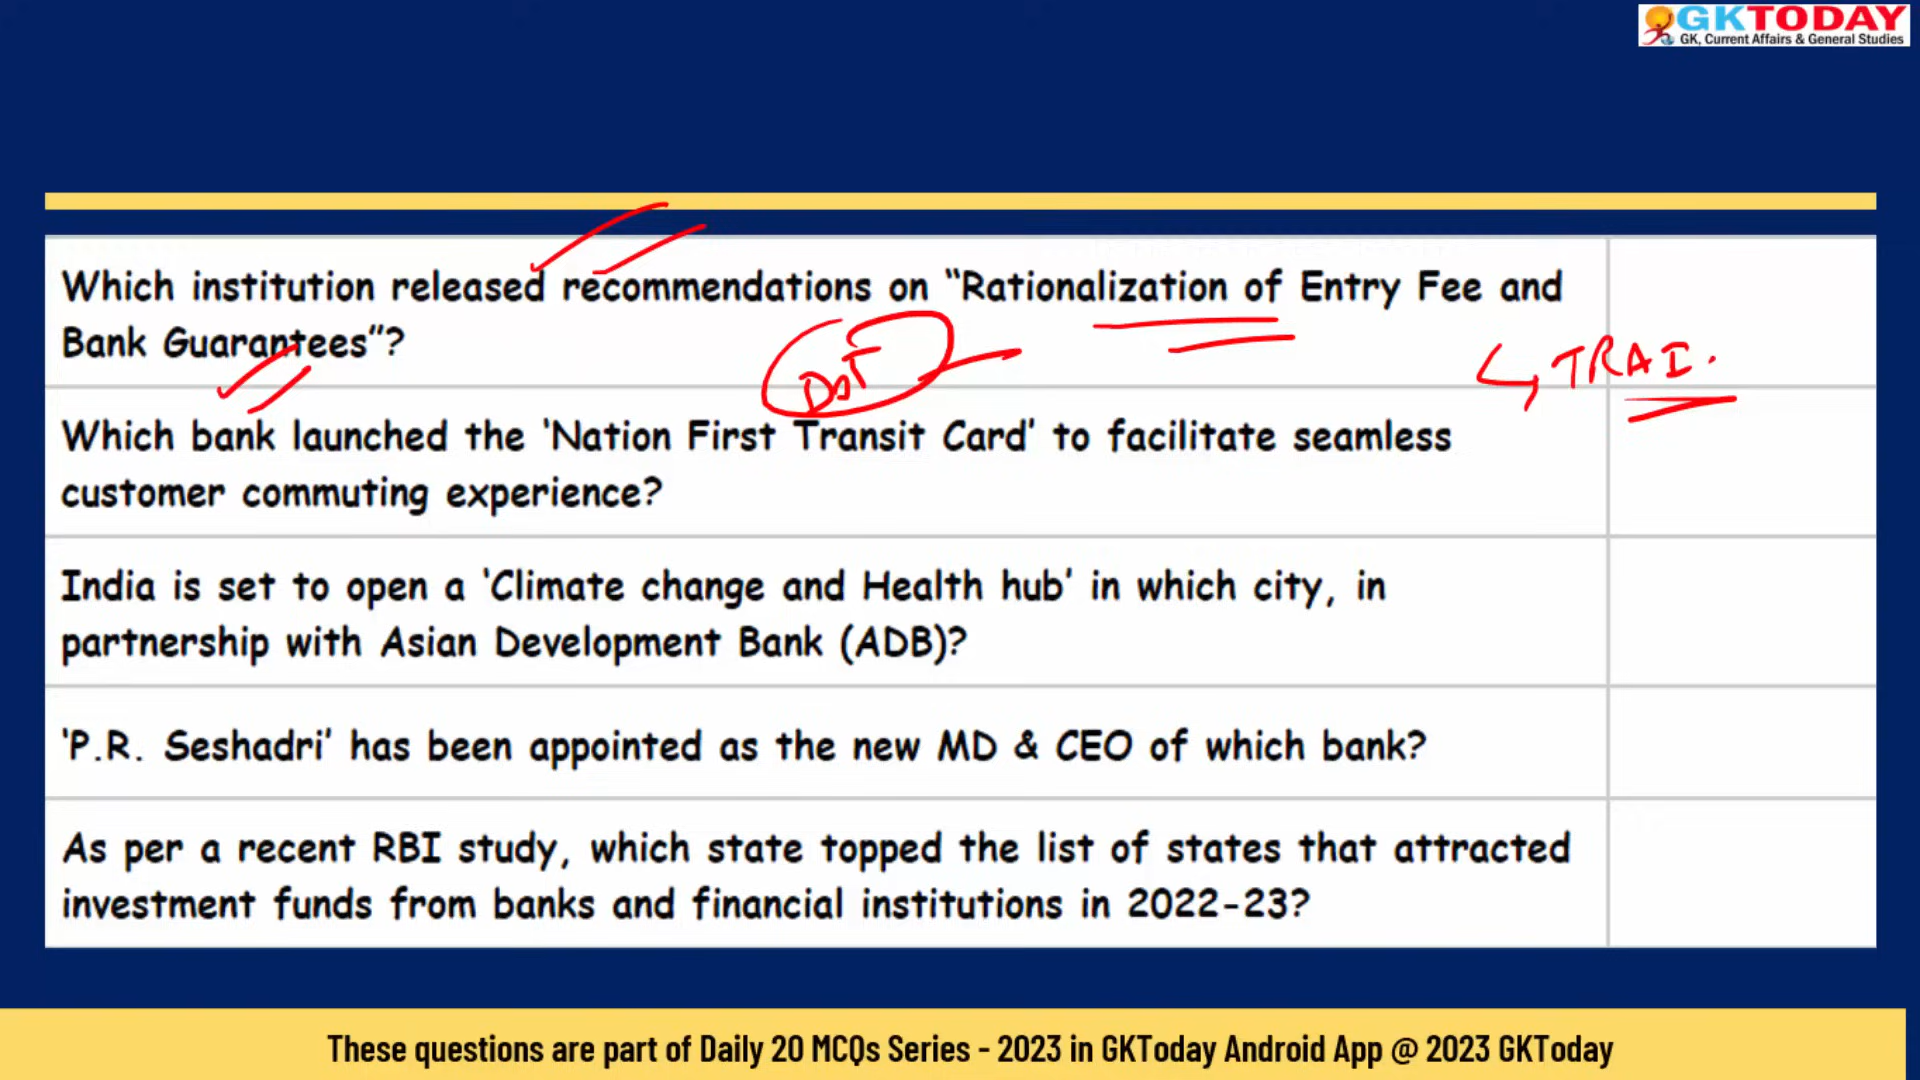 GKTODAY
GK, Current Affairs & General Studies
Which institution released recommendations on “Rationalization of Entry Fee and
Bank Guarantees”?
DoT
TRAI.
Which bank launched the ‘Nation First Transit Card’ to facilitate seamless
customer commuting experience?
India is set to open a ‘Climate change and Health hub’ in which city, in
partnership with Asian Development Bank (ADB)?
‘P.R. Seshadri’ has been appointed as the new MD & CEO of which bank?
As per a recent RBI study, which state topped the list of states that attracted
investment funds from banks and financial institutions in 2022-23?
These questions are part of Daily 20 MCQs Series - 2023 in GKToday Android App @ 2023 GKToday